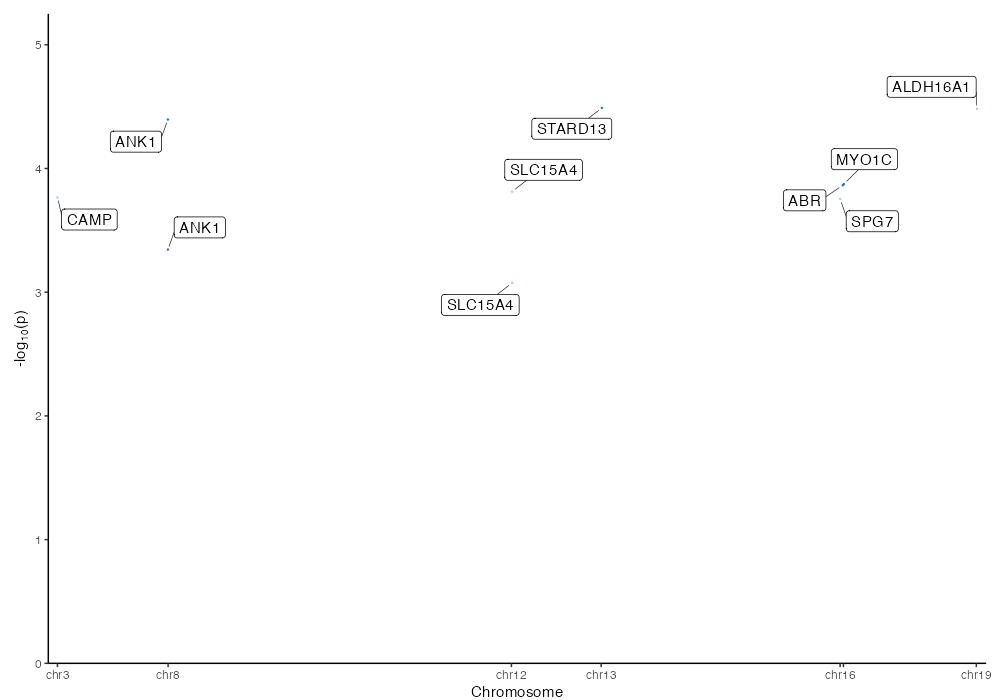 5
ALDH16A1
STARD13
ANK1
4
MYO1C
SLC15A4
ABR
CAMP
SPG7
ANK1
3
SLC15A4
-log10(p)
2
1
0
chr3 chr8 chr12 chr13 chr16 chr19
Chromosome